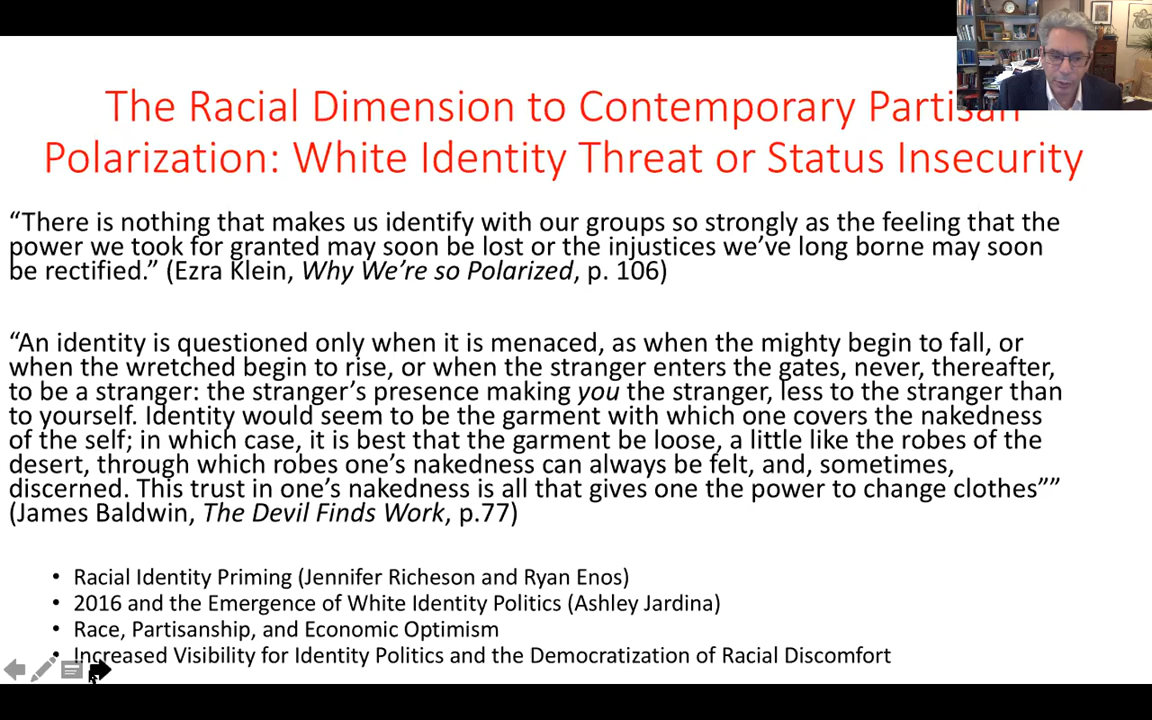 The Racial Dimension to Contemporary Partisan
Polarization: White Identity Threat or Status Insecurity
“There is nothing that makes us identify with our groups so strongly as the feeling that the
power we took for granted may soon be lost or the injustices we’ve long borne may soon
be rectified.” (Ezra Klein, Why We’re so Polarized, p. 106)
“An identity is questioned only when it is menaced, as when the mighty begin to fall, or
when the wretched begin to rise, or when the stranger enters the gates, never, thereafter,
to be a stranger: the stranger’s presence making you the stranger, less to the stranger than
to yourself. Identity would seem to be the garment with which one covers the nakedness
of the self; in which case, it is best that the garment be loose, a little like the robes of the
desert, through which robes one’s nakedness can always be felt, and, sometimes,
discerned. This trust in one’s nakedness is all that gives one the power to change clothes””
(James Baldwin, The Devil Finds Work, p.77)
• Racial Identity Priming (Jennifer Richeson and Ryan Enos)
• 2016 and the Emergence of White Identity Politics (Ashley Jardina)
• Race, Partisanship, and Economic Optimism
• Increased Visibility for Identity Politics and the Democratization of Racial Discomfort